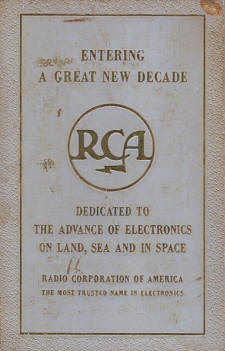 ENTERING
A GREAT NEW DECADE
RCA
DEDICATED TO
THE ADVANCE OF ELECTRONICS
ON LAND, SEA AND IN SPACE
RADIO CORPORATION OF AMERICA
THE MOST TRUSTED NAME IN ELECTRONICS